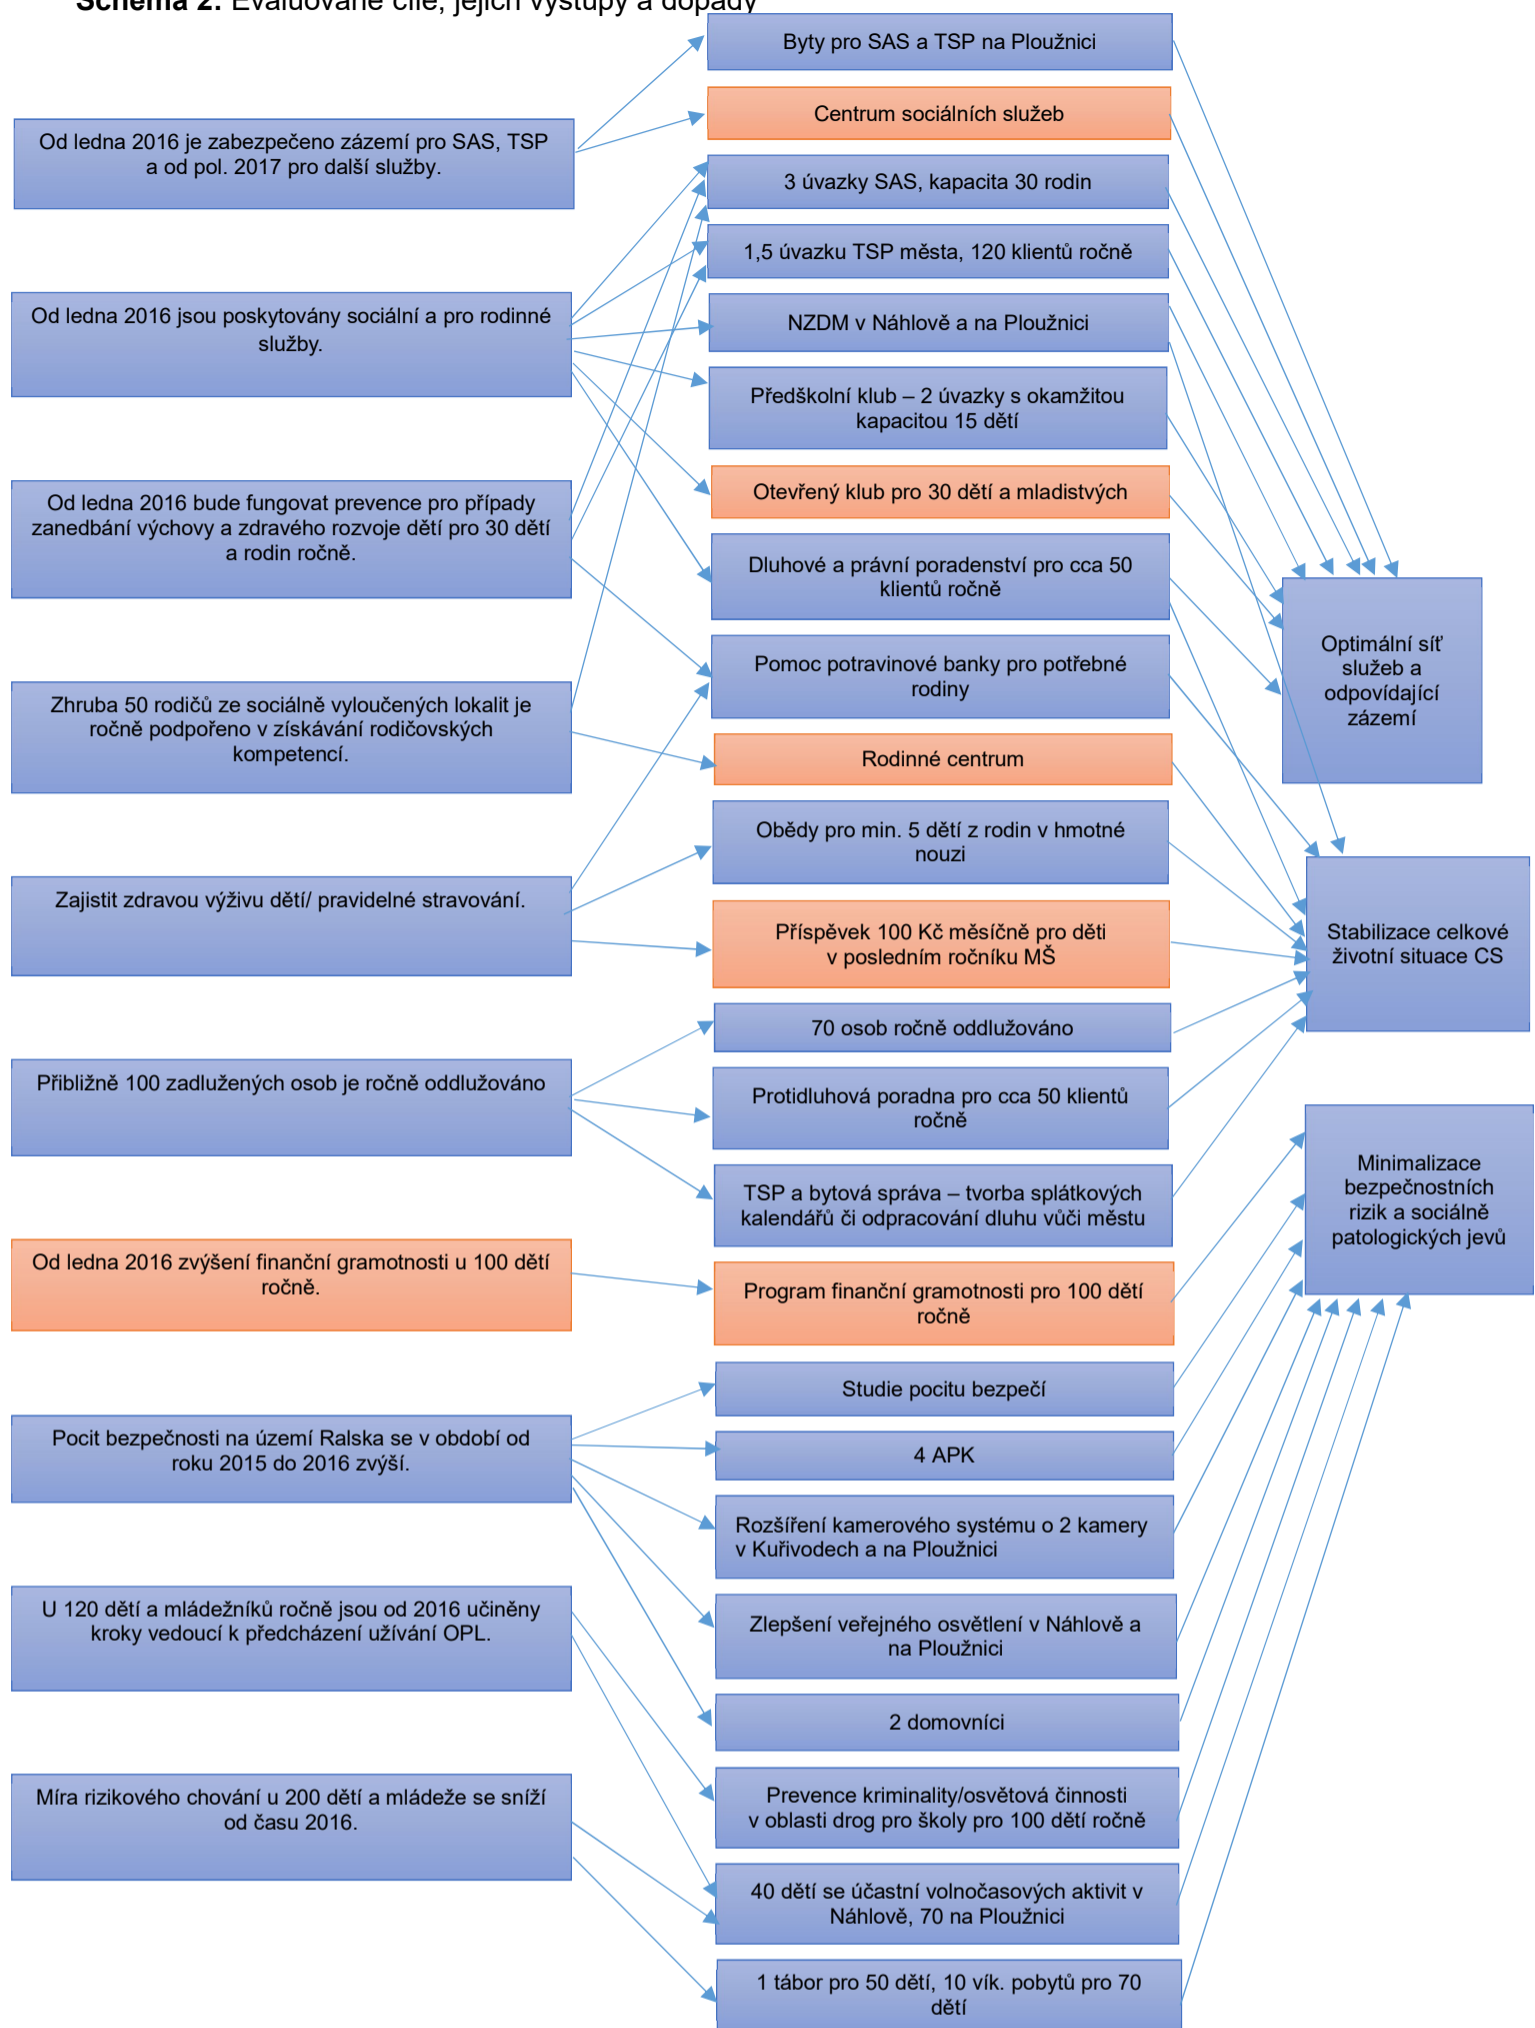 Schéma 2: Evaluované cíle, jejich výstupy a dopady
Od ledna 2016 je zabezpečeno zázemí pro SAS, TSP
a od pol. 2017 pro další služby.
Od ledna 2016 jsou poskytovány sociální a pro rodinné
služby.
Od ledna 2016 bude fungovat prevence pro případy
zanedbání výchovy a zdravého rozvoje dětí pro 30 dětí
a rodin ročně.
Zhruba 50 rodičů ze sociálně vyloučených lokalit je
ročně podpořeno v získávání rodičovských
kompetencí.
Zajistit zdravou výživu dětí/ pravidelné stravování.
Přibližně 100 zadlužených osob je ročně oddlužováno
Od ledna 2016 zvýšení finanční gramotnosti u 100 dětí
ročně.
Pocit bezpečnosti na území Ralska se v období od
roku 2015 do 2016 zvýší.
U 120 dětí a mládežníků ročně jsou od 2016 učiněny
kroky vedoucí k předcházení užívání OPL.
Míra rizikového chování u 200 dětí a mládeže se sníží
od času 2016.
Byty pro SAS a TSP na Ploužnici
Centrum sociálních služeb
3 úvazky SAS, kapacita 30 rodin
1,5 úvazku TSP města, 120 klientů ročně
NZDM v Náhlově a na Ploužnici
Předškolní klub – 2 úvazky s okamžitou
kapacitou 15 dětí
Otevřený klub pro 30 dětí a mladistvých
Dluhové a právní poradenství pro cca 50
klientů ročně
Pomoc potravinové banky pro potřebné
rodiny
Rodinné centrum
Obědy pro min. 5 dětí z rodin v hmotné
nouzi
Příspěvek 100 Kč měsíčně pro děti
v posledním ročníku MŠ
70 osob ročně oddlužováno
Protidluhová poradna pro cca 50 klientů
ročně
TSP a bytová správa – tvorba splátkových
kalendářů či odpracování dluhu vůči městu
Program finanční gramotnosti pro 100 dětí
ročně
Studie pocitu bezpečí
4 APK
Rozšíření kamerového systému o 2 kamery
v Kuřivodech a na Ploužnici
Zlepšení veřejného osvětlení v Náhlově a
na Ploužnici
2 domovníci
Prevence kriminality/osvětová činnosti
v oblasti drog pro školy pro 100 dětí ročně
40 dětí se účastní volnočasových aktivit v
Náhlově, 70 na Ploužnici
1 tábor pro 50 dětí, 10 vík. pobytů pro 70
dětí
Optimální síť
služeb a
odpovídající
zázemí
Stabilizace celkové
životní situace CS
Minimalizace
bezpečnostních
rizik a sociálně
patologických jevů